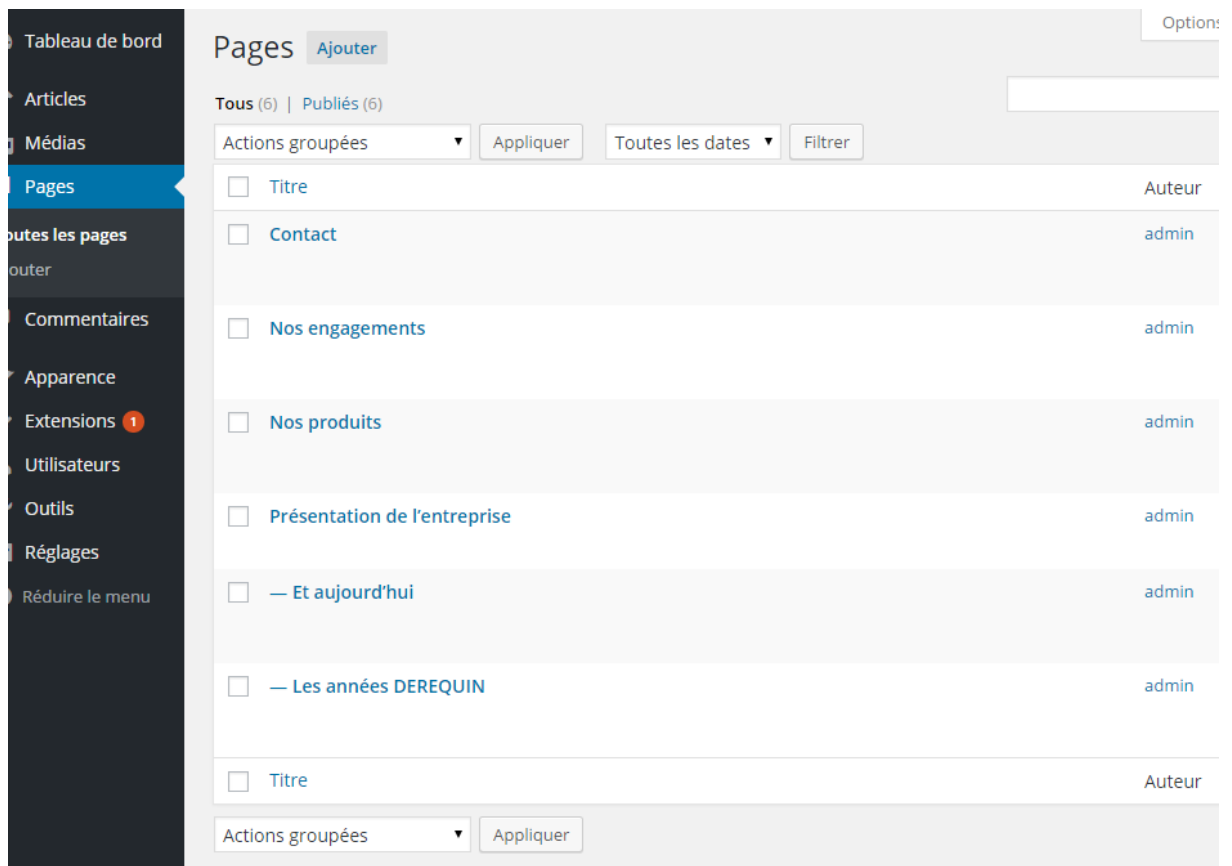 Tableau de bord
Articles
Médias
Pages
outes les pages
outer
Commentaires
Apparence
Extensions 1
Utilisateurs
Outils
Réglages
Réduire le menu
Options
Pages Ajouter
Tous (6) | Publiés (6)
Actions groupées Appliquer Toutes les dates Filtrer
Titre Auteur
Contact admin
Nos engagements admin
Nos produits admin
Présentation de l’entreprise admin
— Et aujourd’hui admin
— Les années DEREQUIN admin
Titre Auteur
Actions groupées Appliquer